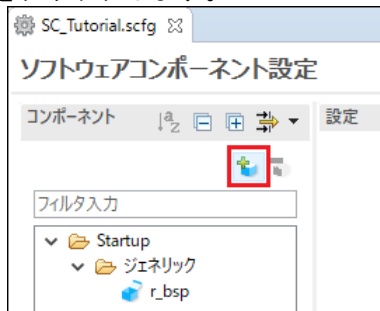 SC_Tutorial.scfg
ソフトウェアコンポーネント設定
コンポーネント
設定
フィルタ入力
Startup
ジェネリック
r_bsp